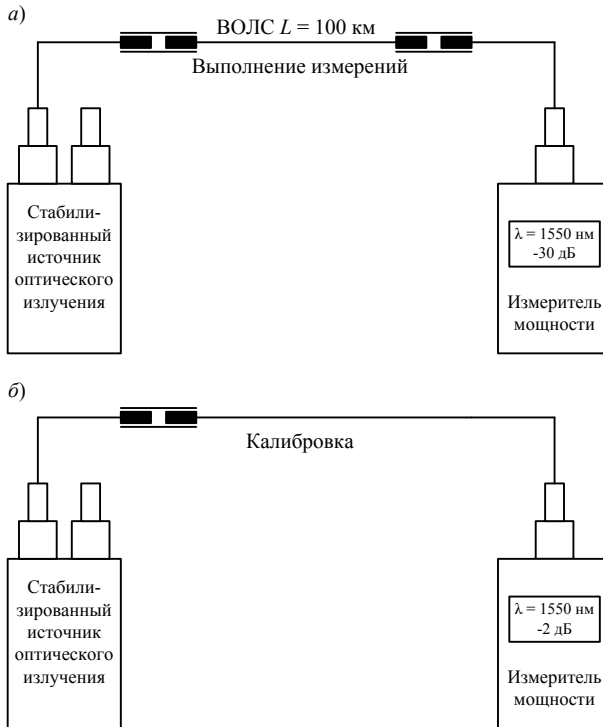 а)
ВОЛС L = 100 км
Выполнение измерений
Стабили-
зированный
источник
оптического
излучения
λ = 1550 нм
-30 дБ
Измеритель
мощности
б)
Калибровка
Стабили-
зированный
источник
оптического
излучения
λ = 1550 нм
-2 дБ
Измеритель
мощности